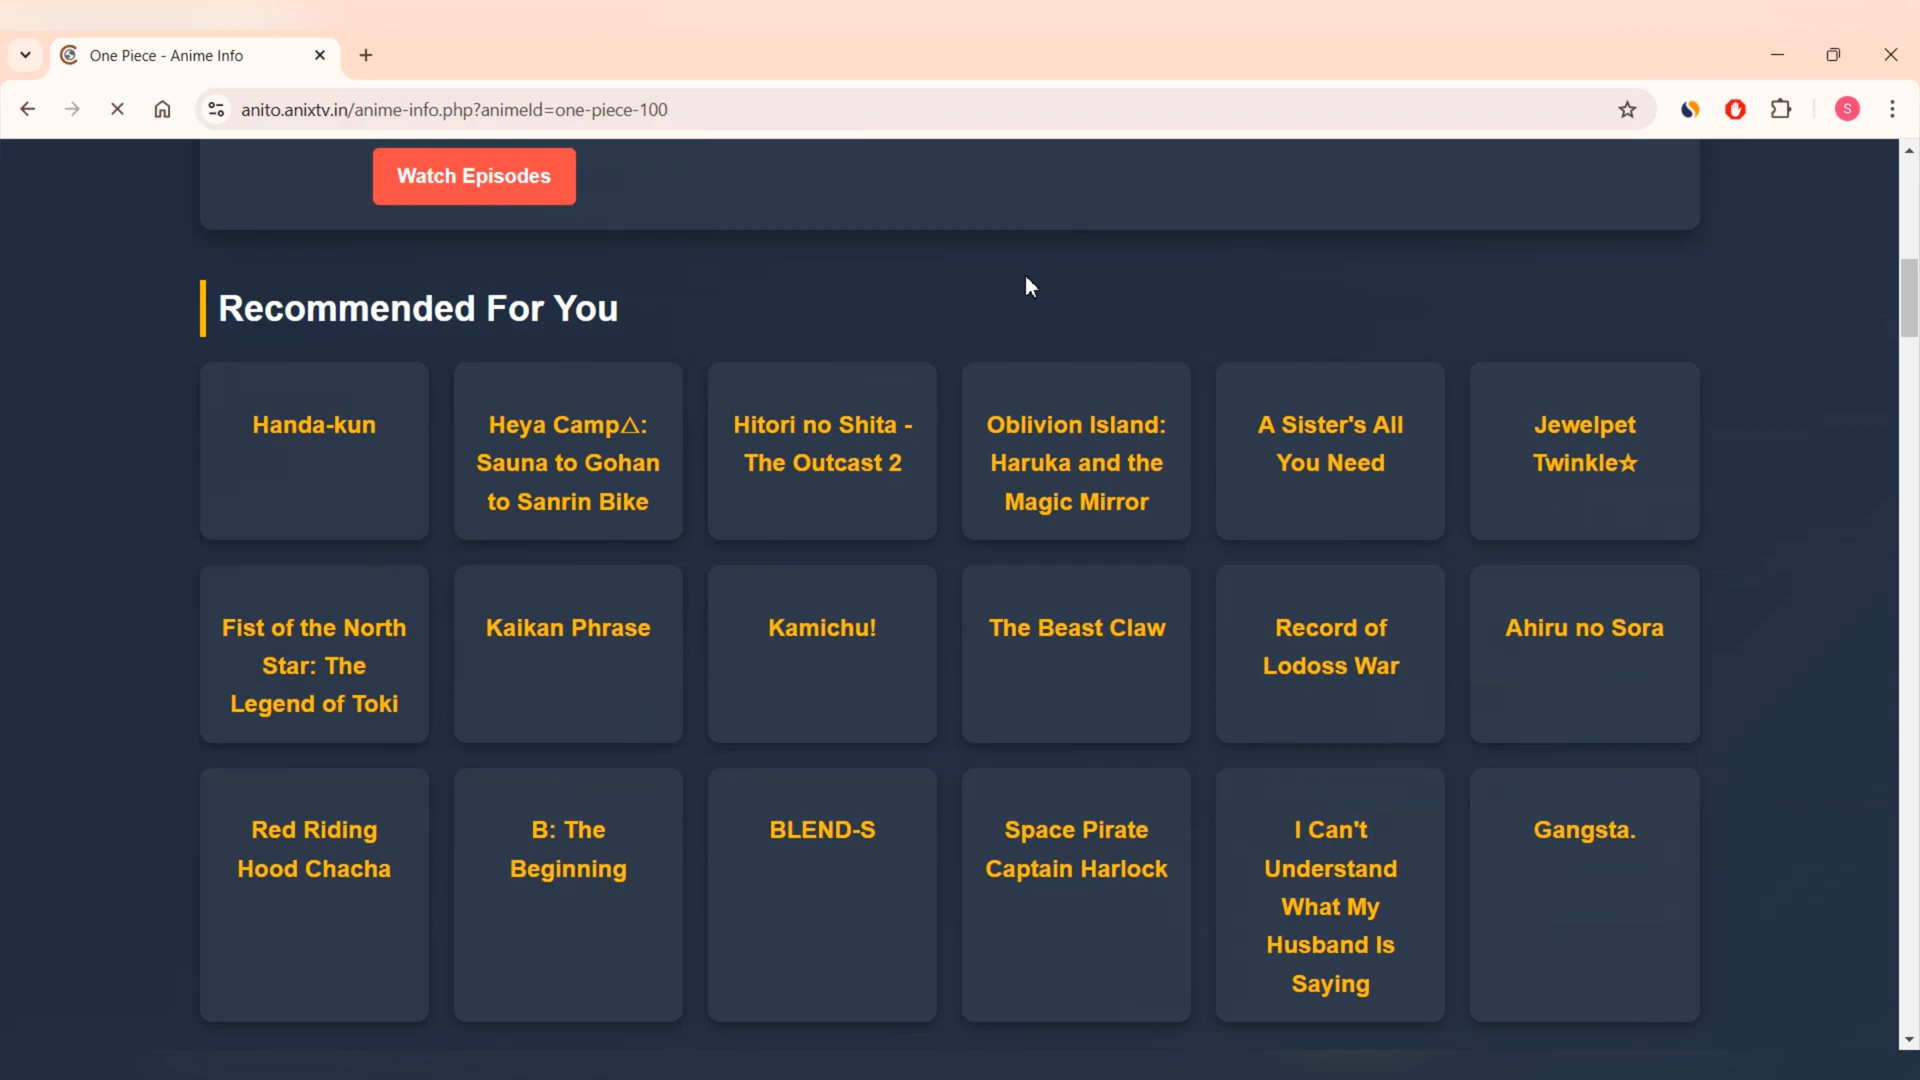 One Piece - Anime Info
anito.anixtv.in/anime-info.php?animeId=one-piece-100
S
Watch Episodes
Recommended For You
Handa-kun
Heya Camp△:
Sauna to Gohan
to Sanrin Bike
Hitori no Shita -
The Outcast 2
Oblivion Island:
Haruka and the
Magic Mirror
A Sister's All
You Need
Jewelpet
Twinkle☆
Fist of the North
Star: The
Legend of Toki
Kaikan Phrase
Kamichu!
The Beast Claw
Record of
Lodoss War
Ahiru no Sora
Red Riding
Hood Chacha
B: The
Beginning
BLEND-S
Space Pirate
Captain Harlock
I Can't
Understand
What My
Husband Is
Saying
Gangsta.